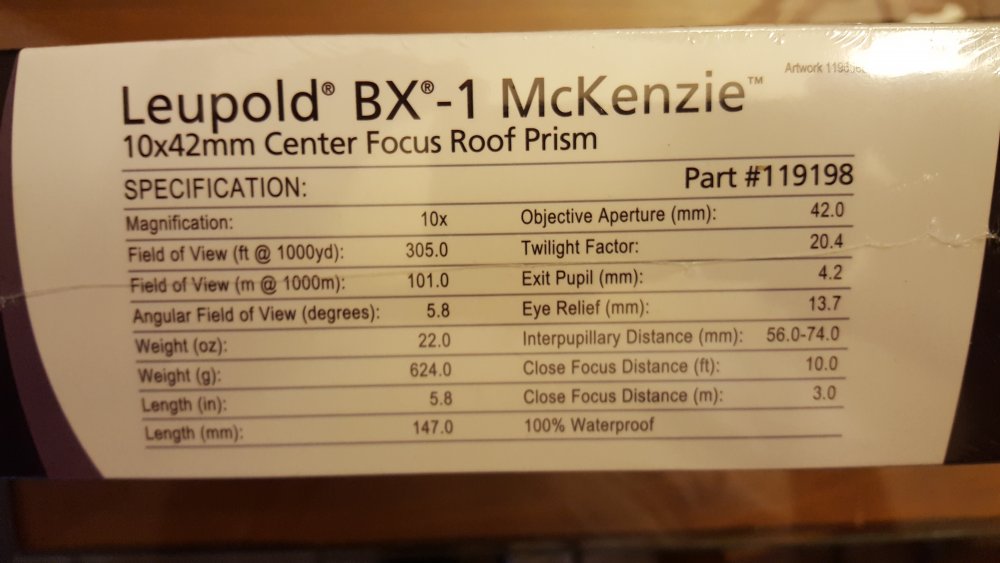 Artwork
Leupold® BX®-1 McKenzie™
10x42mm Center Focus Roof Prism
SPECIFICATION: Part #119198
Magnification: 10x Objective Aperture (mm): 42.0
Field of View (ft @ 1000yd): 305.0 Twilight Factor: 20.4
Field of View (m @ 1000m): 101.0 Exit Pupil (mm): 4.2
Angular Field of View (degrees): 5.8 Eye Relief (mm): 13.7
Weight (oz): 22.0 Interpupillary Distance (mm): 56.0-74.0
Weight (g): 624.0 Close Focus Distance (ft): 10.0
Length (in): 5.8 Close Focus Distance (m): 3.0
Length (mm): 147.0 100% Waterproof